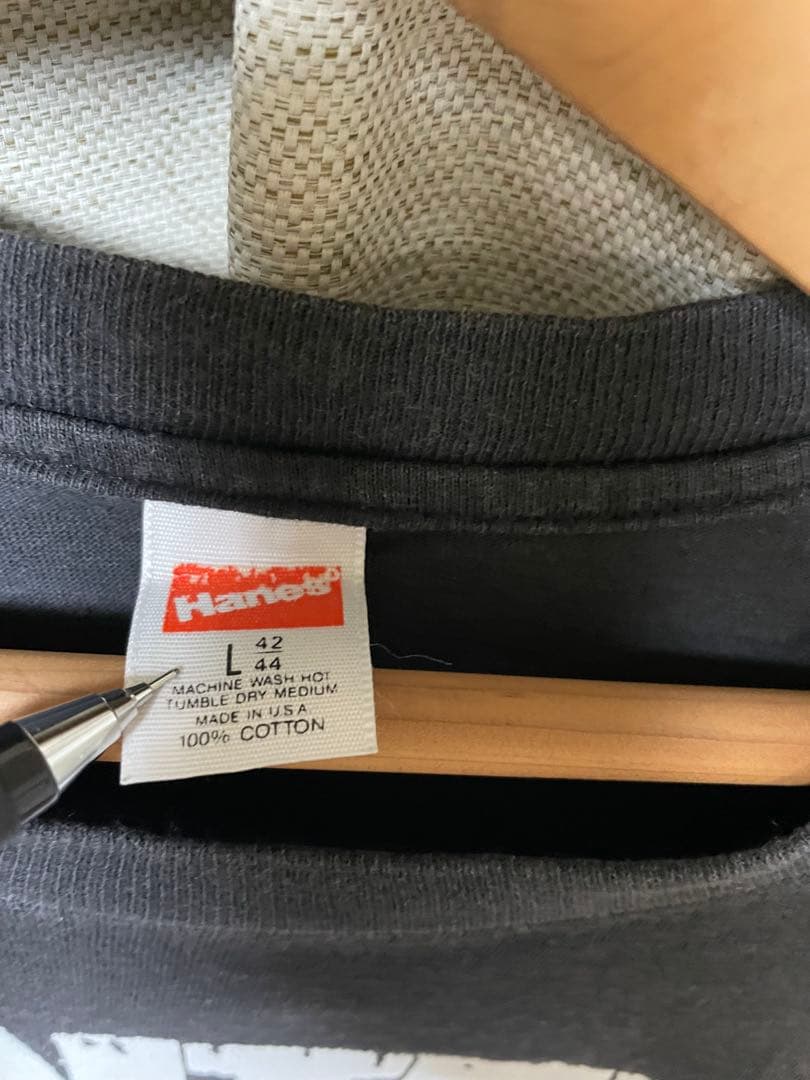 Hanes®
L 42
44
MACHINE WASH HOT
TUMBLE DRY MEDIUM
MADE IN U.S.A
100% COTTON